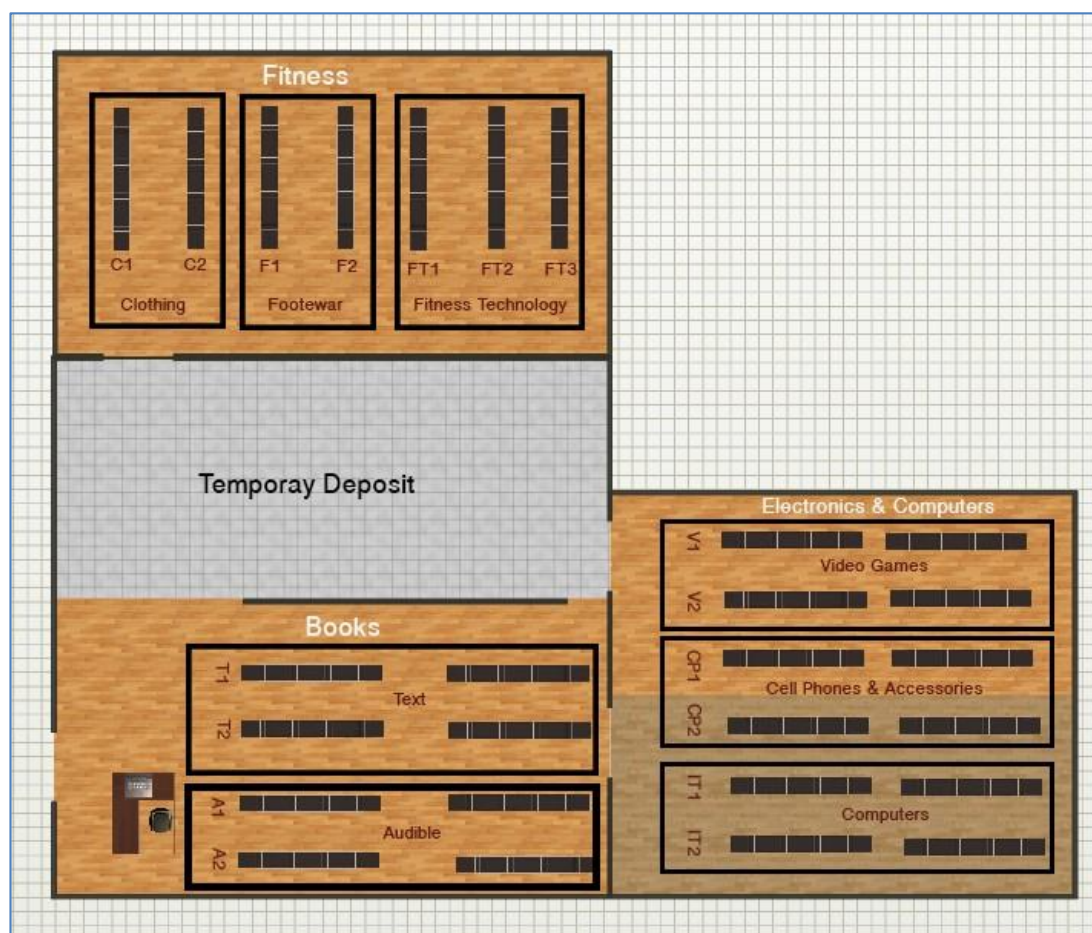 Fitness
C1 C2 F1 F2 FT1 FT2 FT3
Clothing Footewar Fitness Technology
Temporay Deposit
Electronics & Computers
V1
Video Games
V2
CP1
Cell Phones & Accessories
CP2
IT1
Computers
IT2
Books
T1
Text
T2
A1
Audible
A2